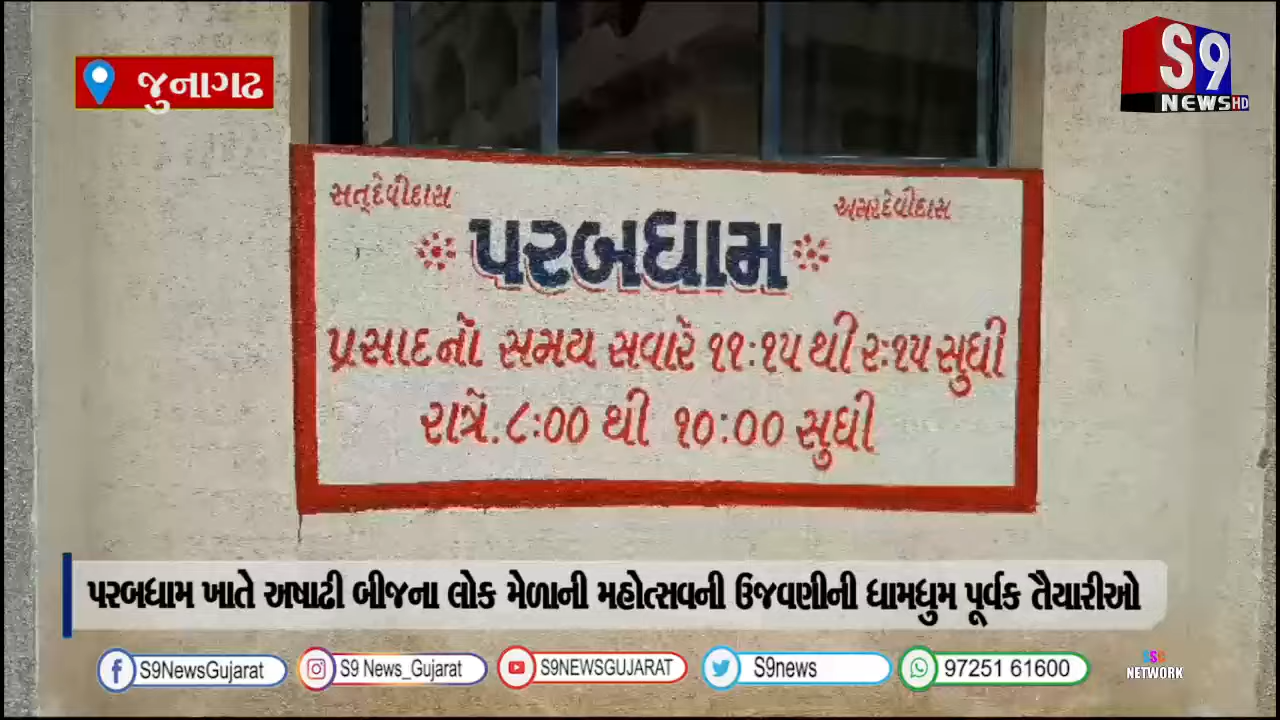 જુનાગઢ
S9
NEWS HD
સત્દેવીદાસ
અમરદેવીદાસ
પરબધામ
પ્રસાદનો સમય સવારે ૧૧:૧૫ થી ૨:૧૫ સુધી
રાત્રે. ૮:૦૦ થી ૧૦:૦૦ સુધી
પરબધામ ખાતે અષાઢી બીજના લોક મેળાની મહોત્સવની ઉજવણીની ધામધુમ પૂર્વક તૈયારીઓ
S9NewsGujarat
S9 News_Gujarat
S9NEWSGUJARAT
S9news
97251 61600
SSG
NETWORK